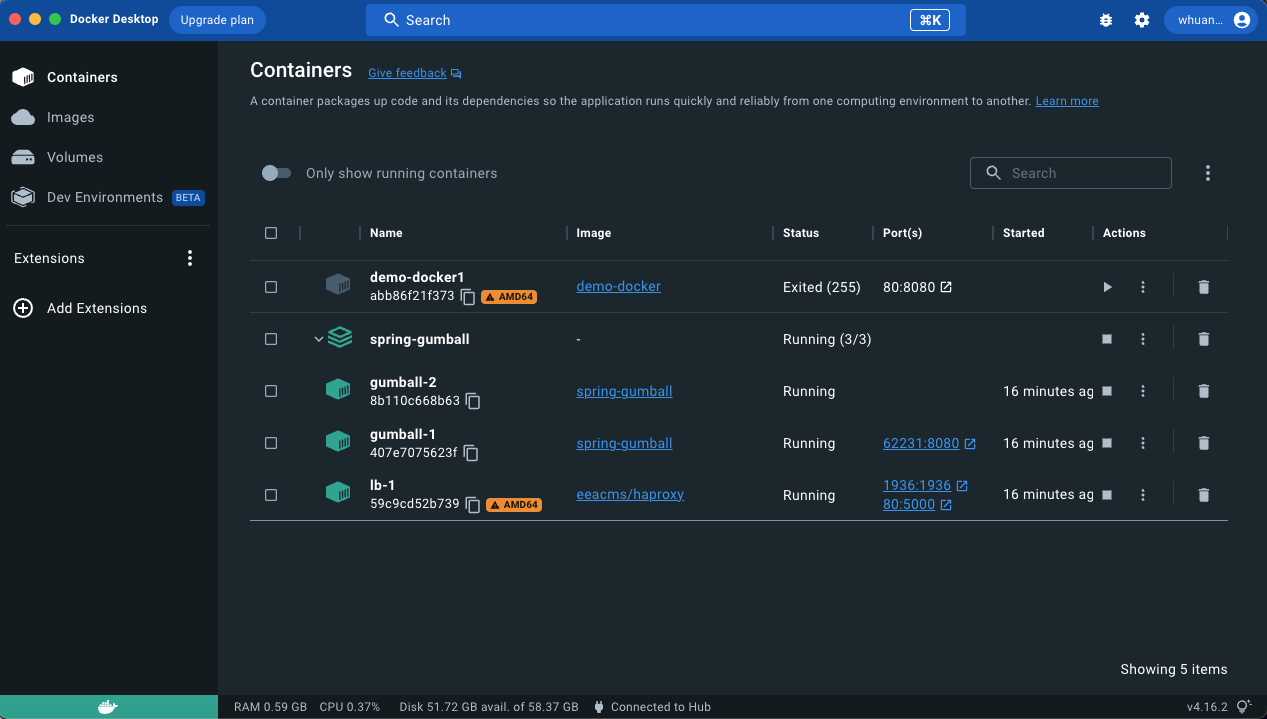 Docker Desktop
Upgrade plan
Search
⌘K
whuan...
Containers
Images
Volumes
Dev Environments BETA
Extensions
Add Extensions
Containers Give feedback
A container packages up code and its dependencies so the application runs quickly and reliably from one computing environment to another. Learn more
Only show running containers
Search
Name Image Status Port(s) Started Actions
demo-docker1
abb86f21f373 AMD64
demo-docker
Exited (255)
80:8080
spring-gumball
-
Running (3/3)
gumball-2
8b110c668b63
spring-gumball
Running
16 minutes ag
gumball-1
407e7075623f
spring-gumball
Running
62231:8080
16 minutes ag
lb-1
59c9cd52b739 AMD64
eeacms/haproxy
Running
1936:1936
80:5000
16 minutes ag
Showing 5 items
RAM 0.59 GB CPU 0.37% Disk 51.72 GB avail. of 58.37 GB Connected to Hub
v4.16.2